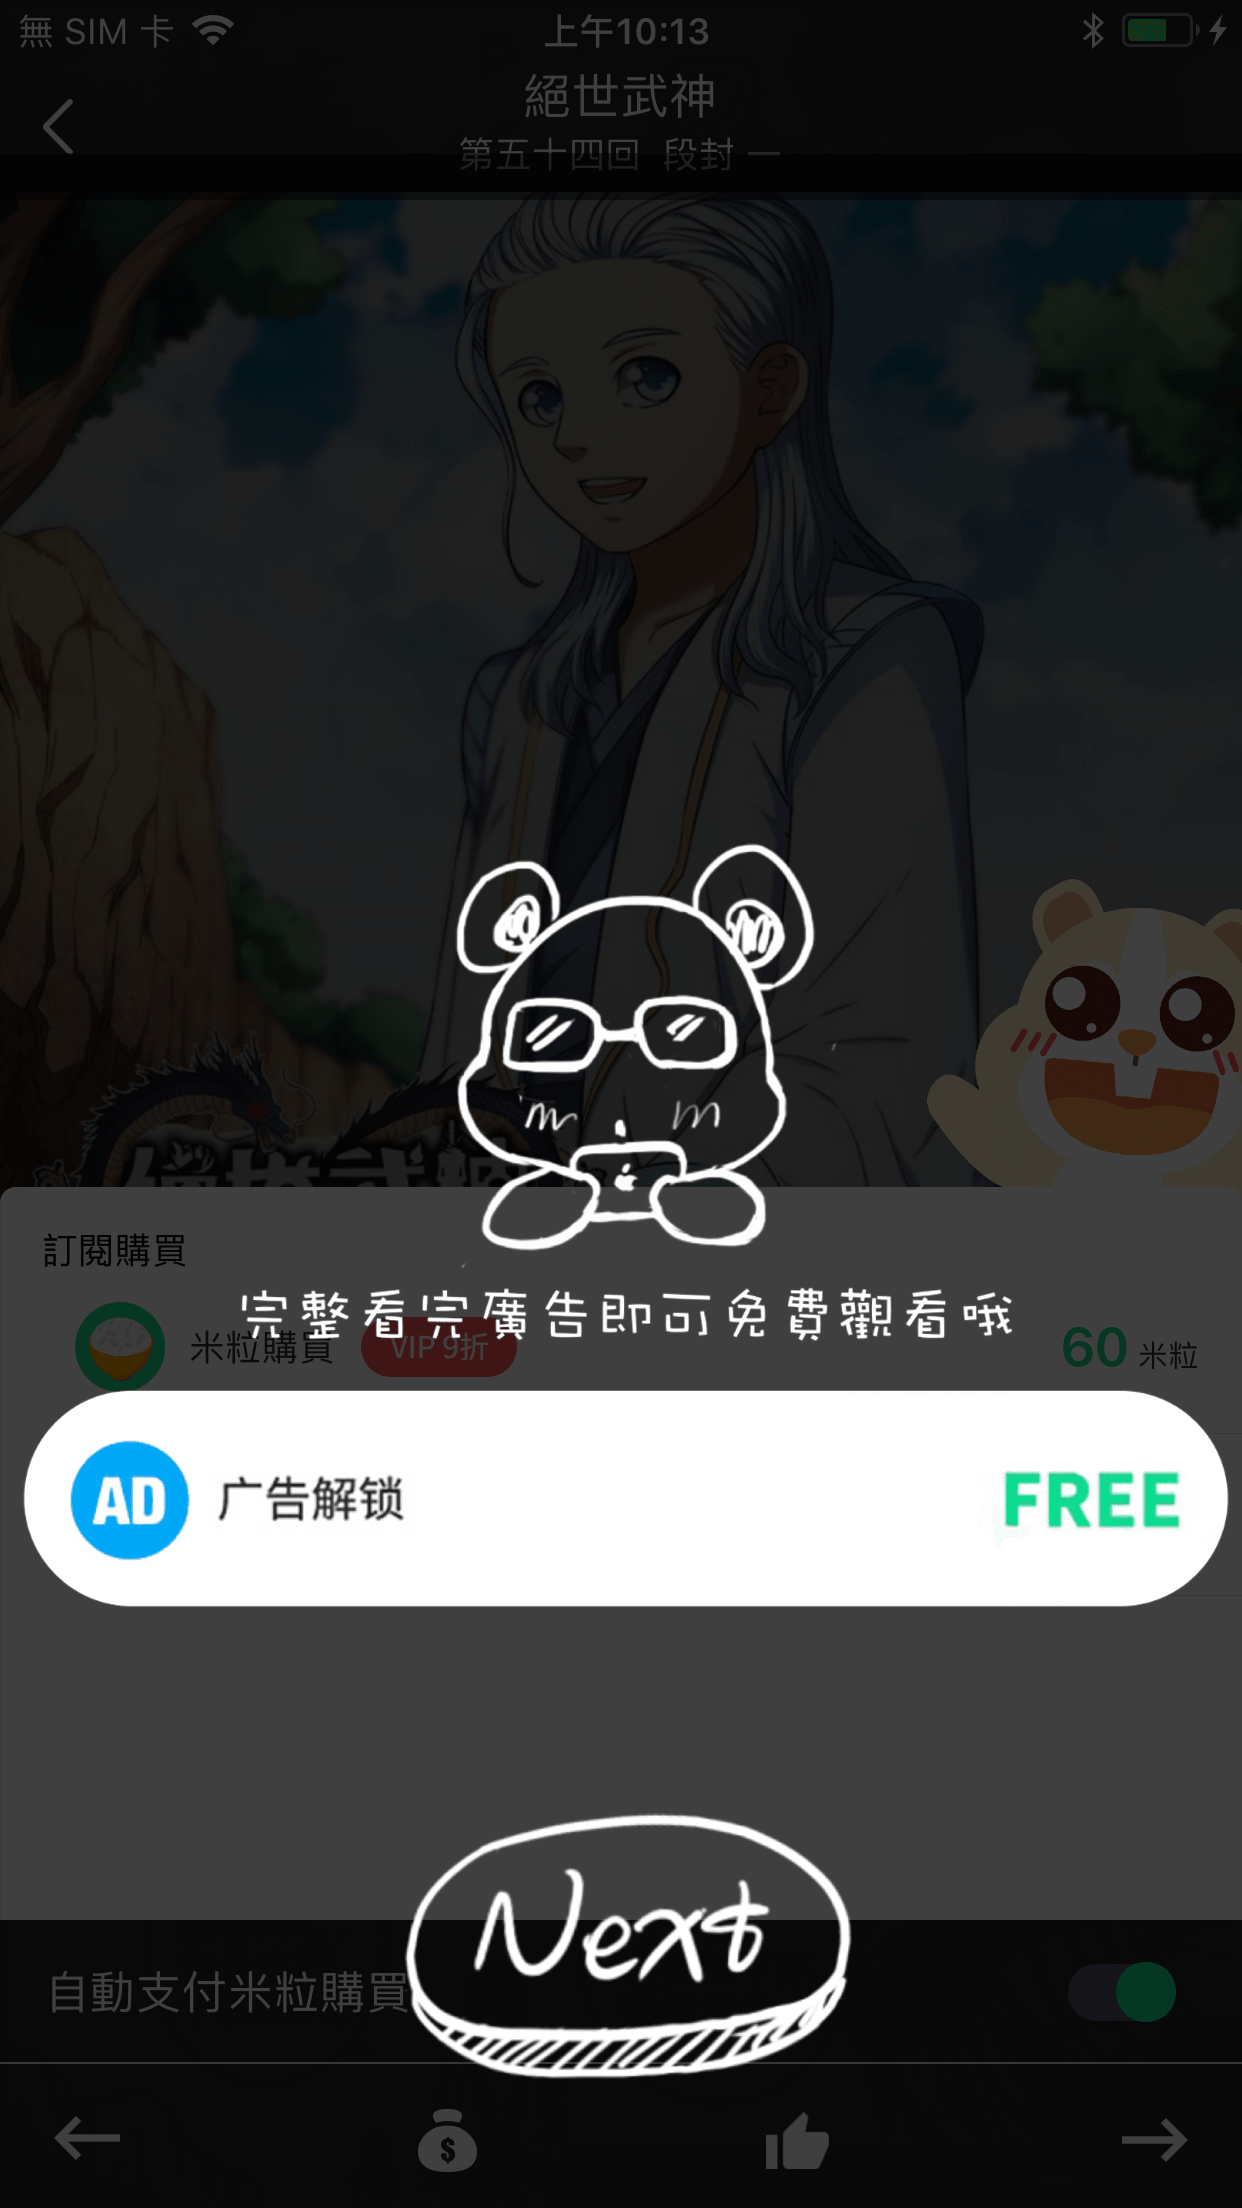 無 SIM 卡
上午10:13
絕世武神
第五十四回 段封 一
訂閱購買
完整看完廣告即可免費觀看哦
米粒購買 VIP 9折 60 米粒
AD 广告解锁 FREE
Next
自動支付米粒購買
$